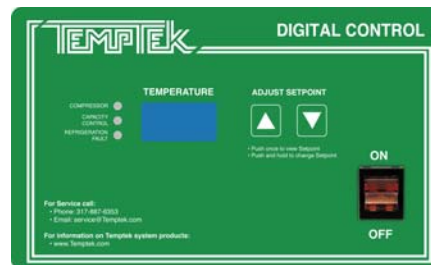 TEMPTEK
DIGITAL CONTROL
TEMPERATURE
ADJUST SETPOINT
COMPRESSOR
CAPACITY
CONTROL
REFRIGERATION
FAULT
• Push once to view Setpoint
• Push and hold to change Setpoint
ON
OFF
For Service call:
• Phone: 317-887-6353
• Email: service@Temptek.com
For information on Temptek system products:
• www.Temptek.com